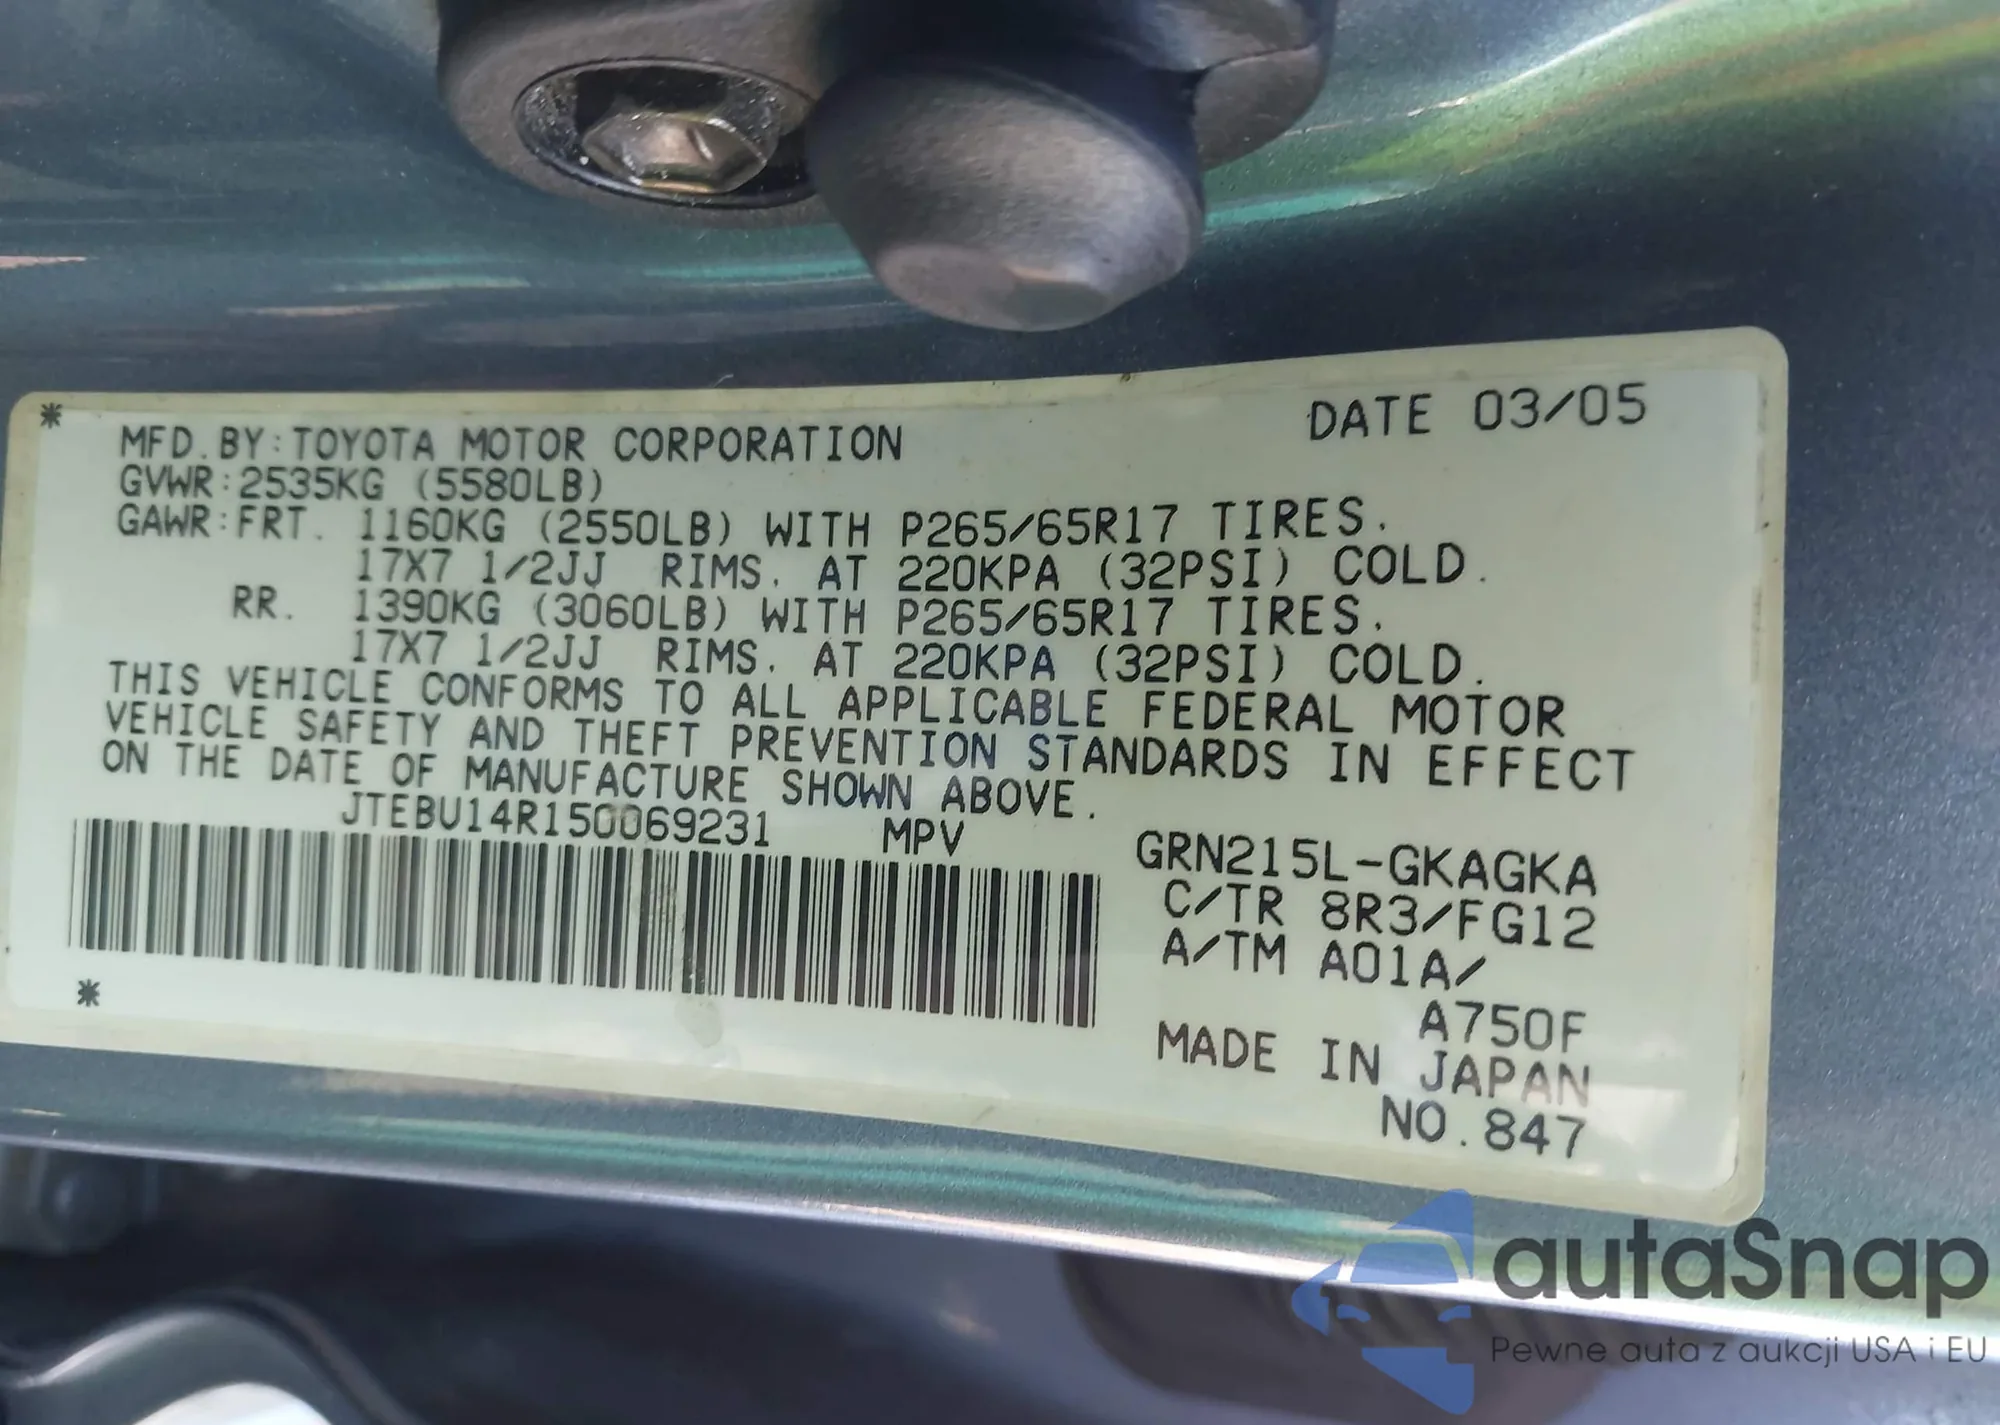 * MFD.BY:TOYOTA MOTOR CORPORATION DATE 03/05
GVWR:2535KG (5580LB)
GAWR:FRT. 1160KG (2550LB) WITH P265/65R17 TIRES.
17X7 1/2JJ RIMS. AT 220KPA (32PSI) COLD.
RR. 1390KG (3060LB) WITH P265/65R17 TIRES.
17X7 1/2JJ RIMS. AT 220KPA (32PSI) COLD.
THIS VEHICLE CONFORMS TO ALL APPLICABLE FEDERAL MOTOR
VEHICLE SAFETY AND THEFT PREVENTION STANDARDS IN EFFECT
ON THE DATE OF MANUFACTURE SHOWN ABOVE.
JTEBU14R150069231 MPV GRN215L-GKAGKA
C/TR 8R3/FG12
A/TM A01A/
* A750F
MADE IN JAPAN
NO.847
autaSnap
Pewne auta z aukcji USA i EU